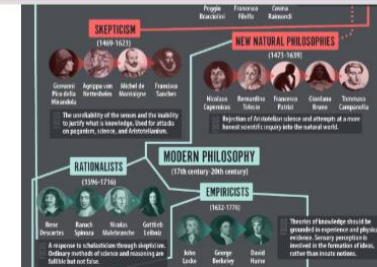 Poggio Francesco Cosma
Bracciolini Filelfo Raimondi
SKEPTICISM
(1469-1623)
Giovanni Agrippa von Michel de Francisco
Pico della Nettesheim Montaigne Sanches
Mirandola
The unreliability of the senses and the inability
to justify what is knowledge. Used for attacks
on paganism, science, and Aristotelianism.
NEW NATURAL PHILOSOPHIES
(1473-1639)
Nicolaus Bernardino Francesco Giordano Tommaso
Copernicus Telesio Patrizi Bruno Campanella
Rejection of Aristotelian science and attempts at a more
honest scientific inquiry into the natural world.
MODERN PHILOSOPHY
(17th century-20th century)
RATIONALISTS
(1596-1716)
Rene Baruch Nicolas Gottlieb
Descartes Spinoza Malebranche Leibniz
A response to scholasticism through skepticism.
Ordinary methods of science and reasoning are
fallible but not false.
EMPIRICISTS
(1632-1776)
John George David
Locke Berkeley Hume
Theories of knowledge should be
grounded in experience and physical
evidence. Sensory perception is
involved in the formation of ideas,
rather than innate notions.